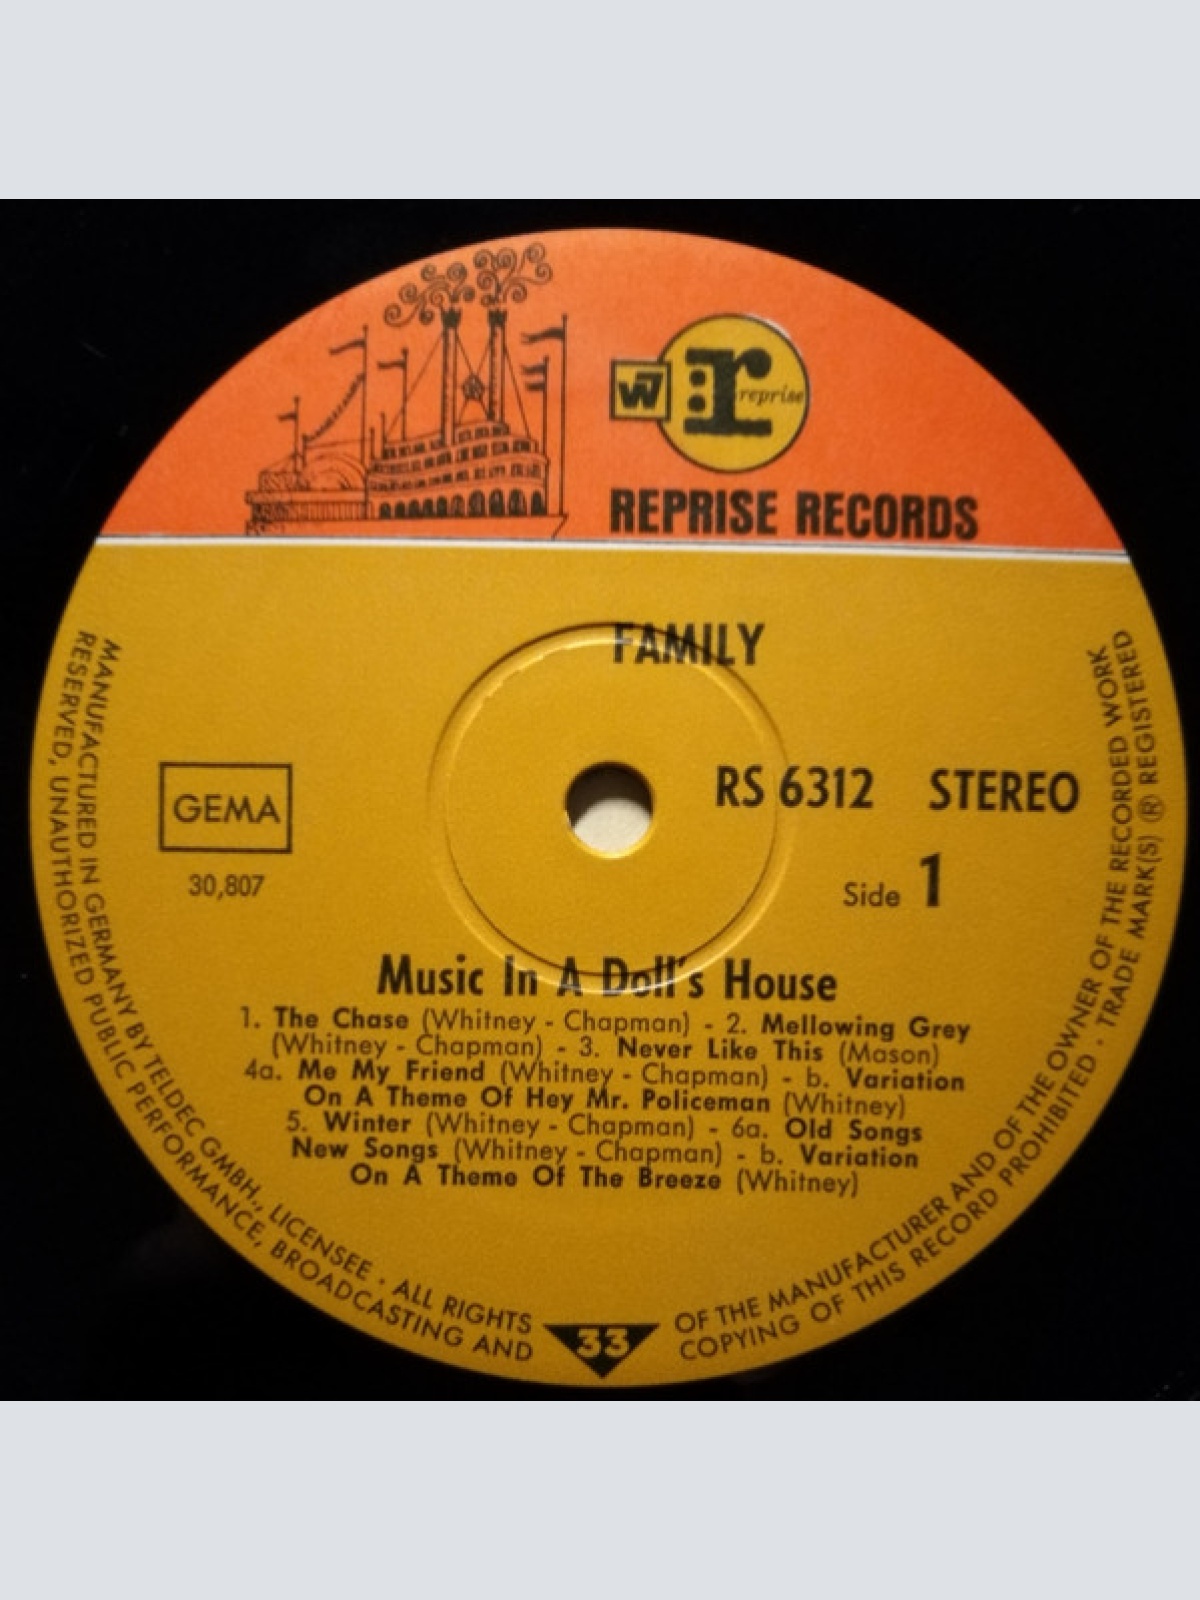 W7
r
reprise
REPRISE RECORDS
FAMILY
GEMA
30,807
RS 6312 STEREO
Side 1
Music In A Doll's House
1. The Chase (Whitney - Chapman) - 2. Mellowing Grey
(Whitney - Chapman) - 3. Never Like This (Mason)
4a. Me My Friend (Whitney - Chapman) - b. Variation
On A Theme Of Hey Mr. Policeman (Whitney)
5. Winter (Whitney - Chapman) - 6a. Old Songs
New Songs (Whitney - Chapman) - b. Variation
On A Theme Of The Breeze (Whitney)
MANUFACTURED IN GERMANY BY TELDEC GMBH., LICENSEE · ALL RIGHTS
OF THE MANUFACTURER AND OF THE OWNER OF THE RECORDED WORK
RESERVED, UNAUTHORIZED PUBLIC PERFORMANCE, BROADCASTING AND
COPYING OF THIS RECORD PROHIBITED · TRADE MARK(S) ® REGISTERED
33